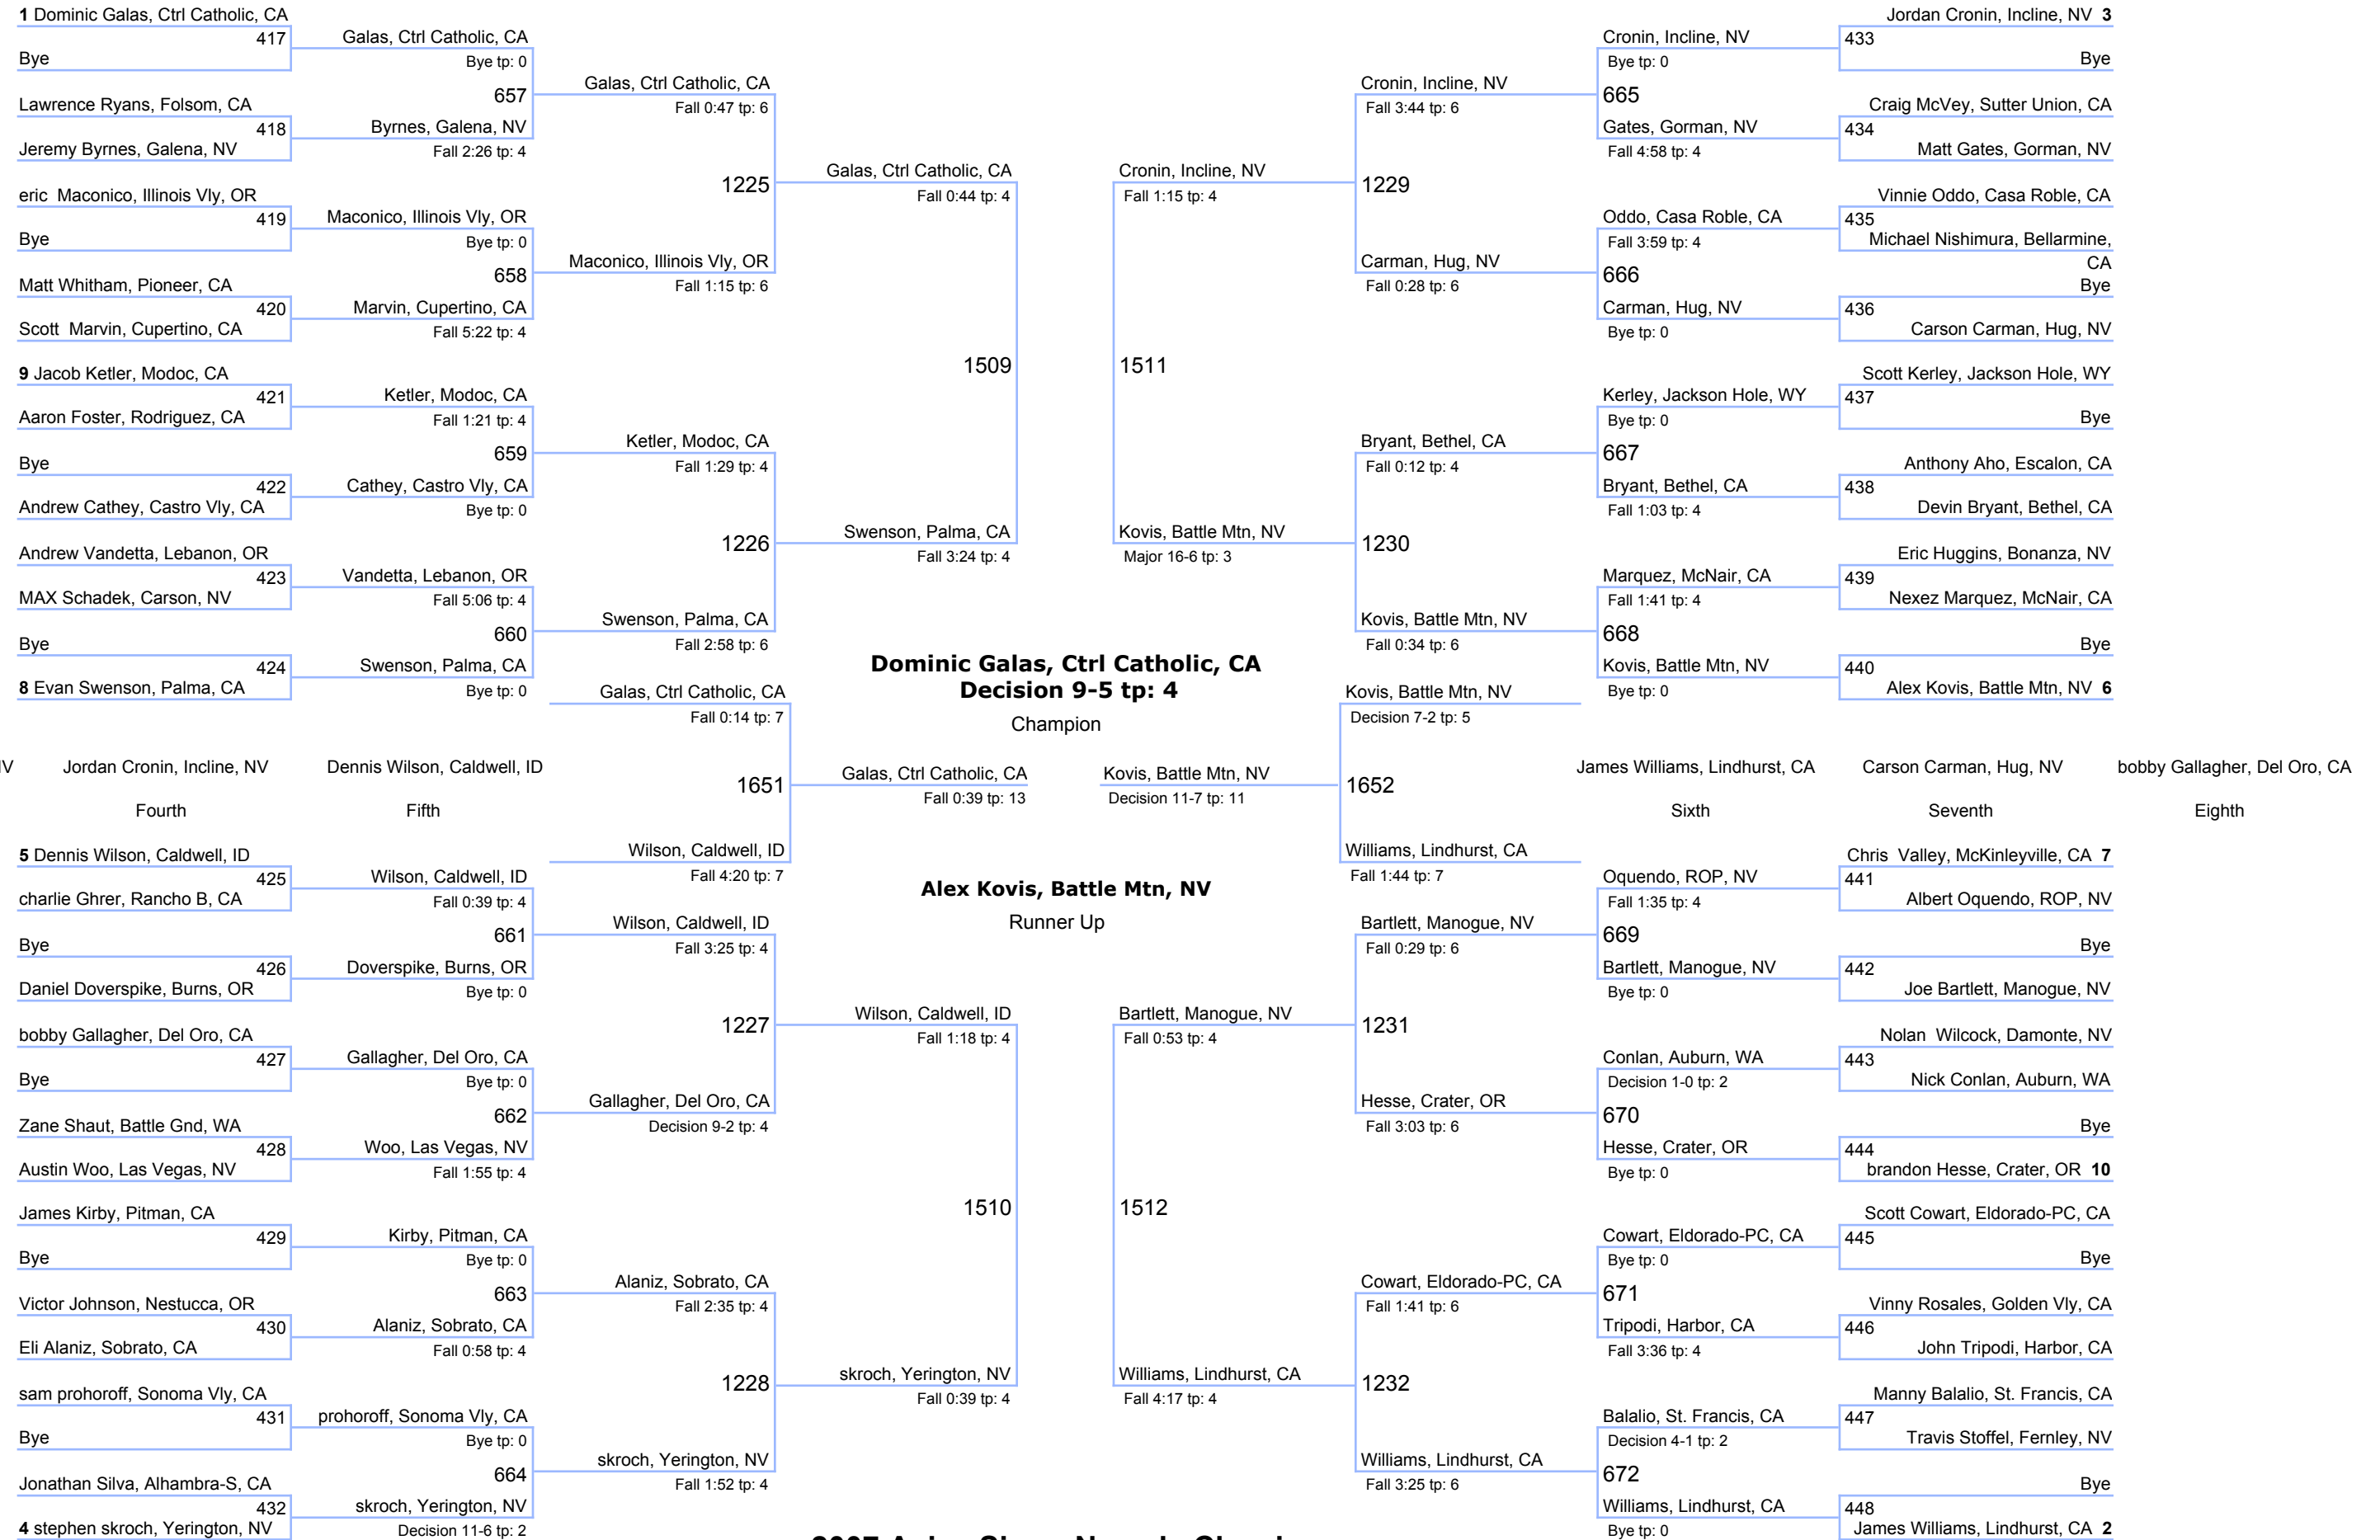 1 Dominic Galas, Ctrl Catholic, CA
417
Bye
Galas, Ctrl Catholic, CA
Bye tp: 0
657
Lawrence Ryans, Folsom, CA
418
Jeremy Byrnes, Galena, NV
Byrnes, Galena, NV
Fall 2:26 tp: 4
Galas, Ctrl Catholic, CA
Fall 0:47 tp: 6
1225
eric Maconico, Illinois Vly, OR
419
Bye
Maconico, Illinois Vly, OR
Bye tp: 0
658
Matt Whitham, Pioneer, CA
420
Scott Marvin, Cupertino, CA
Marvin, Cupertino, CA
Fall 5:22 tp: 4
Maconico, Illinois Vly, OR
Fall 1:15 tp: 6
Galas, Ctrl Catholic, CA
Fall 0:44 tp: 4
1509
9 Jacob Ketler, Modoc, CA
421
Aaron Foster, Rodriguez, CA
Ketler, Modoc, CA
Fall 1:21 tp: 4
659
Bye
422
Andrew Cathey, Castro Vly, CA
Cathey, Castro Vly, CA
Bye tp: 0
Ketler, Modoc, CA
Fall 1:29 tp: 4
1226
Andrew Vandetta, Lebanon, OR
423
MAX Schadek, Carson, NV
Vandetta, Lebanon, OR
Fall 5:06 tp: 4
660
Bye
424
8 Evan Swenson, Palma, CA
Swenson, Palma, CA
Bye tp: 0
Swenson, Palma, CA
Fall 2:58 tp: 6
Swenson, Palma, CA
Fall 3:24 tp: 4
Jordan Cronin, Incline, NV 3
433
Bye
Cronin, Incline, NV
Bye tp: 0
665
Craig McVey, Sutter Union, CA
434
Matt Gates, Gorman, NV
Gates, Gorman, NV
Fall 4:58 tp: 4
Cronin, Incline, NV
Fall 3:44 tp: 6
1229
Vinnie Oddo, Casa Roble, CA
435
Michael Nishimura, Bellarmine,
CA
Oddo, Casa Roble, CA
Fall 3:59 tp: 4
666
Bye
436
Carson Carman, Hug, NV
Carman, Hug, NV
Bye tp: 0
Carman, Hug, NV
Fall 0:28 tp: 6
Cronin, Incline, NV
Fall 1:15 tp: 4
1511
Scott Kerley, Jackson Hole, WY
437
Bye
Kerley, Jackson Hole, WY
Bye tp: 0
667
Anthony Aho, Escalon, CA
438
Devin Bryant, Bethel, CA
Bryant, Bethel, CA
Fall 1:03 tp: 4
Bryant, Bethel, CA
Fall 0:12 tp: 4
1230
Eric Huggins, Bonanza, NV
439
Nexez Marquez, McNair, CA
Marquez, McNair, CA
Fall 1:41 tp: 4
668
Bye
440
Alex Kovis, Battle Mtn, NV 6
Kovis, Battle Mtn, NV
Bye tp: 0
Kovis, Battle Mtn, NV
Fall 0:34 tp: 6
Kovis, Battle Mtn, NV
Major 16-6 tp: 3
Dominic Galas, Ctrl Catholic, CA
Decision 9-5 tp: 4
Champion
Galas, Ctrl Catholic, CA
Fall 0:14 tp: 7
1651
Wilson, Caldwell, ID
Fall 4:20 tp: 7
Galas, Ctrl Catholic, CA
Fall 0:39 tp: 13
Kovis, Battle Mtn, NV
Decision 11-7 tp: 11
Kovis, Battle Mtn, NV
Decision 7-2 tp: 5
1652
Williams, Lindhurst, CA
Fall 1:44 tp: 7
Alex Kovis, Battle Mtn, NV
Runner Up
Jordan Cronin, Incline, NV
Fourth
Dennis Wilson, Caldwell, ID
Fifth
James Williams, Lindhurst, CA
Sixth
Carson Carman, Hug, NV
Seventh
bobby Gallagher, Del Oro, CA
Eighth
5 Dennis Wilson, Caldwell, ID
425
charlie Ghrer, Rancho B, CA
Wilson, Caldwell, ID
Fall 0:39 tp: 4
661
Bye
426
Daniel Doverspike, Burns, OR
Doverspike, Burns, OR
Bye tp: 0
Wilson, Caldwell, ID
Fall 3:25 tp: 4
1227
bobby Gallagher, Del Oro, CA
427
Bye
Gallagher, Del Oro, CA
Bye tp: 0
662
Zane Shaut, Battle Gnd, WA
428
Austin Woo, Las Vegas, NV
Woo, Las Vegas, NV
Fall 1:55 tp: 4
Gallagher, Del Oro, CA
Decision 9-2 tp: 4
Wilson, Caldwell, ID
Fall 1:18 tp: 4
1510
James Kirby, Pitman, CA
429
Bye
Kirby, Pitman, CA
Bye tp: 0
663
Victor Johnson, Nestucca, OR
430
Eli Alaniz, Sobrato, CA
Alaniz, Sobrato, CA
Fall 0:58 tp: 4
Alaniz, Sobrato, CA
Fall 2:35 tp: 4
1228
sam prohoroff, Sonoma Vly, CA
431
Bye
prohoroff, Sonoma Vly, CA
Bye tp: 0
664
Jonathan Silva, Alhambra-S, CA
432
4 stephen skroch, Yerington, NV
skroch, Yerington, NV
Decision 11-6 tp: 2
skroch, Yerington, NV
Fall 1:52 tp: 4
skroch, Yerington, NV
Fall 0:39 tp: 4
Chris Valley, McKinleyville, CA 7
441
Albert Oquendo, ROP, NV
Oquendo, ROP, NV
Fall 1:35 tp: 4
669
Bye
442
Joe Bartlett, Manogue, NV
Bartlett, Manogue, NV
Bye tp: 0
Bartlett, Manogue, NV
Fall 0:29 tp: 6
1231
Nolan Wilcock, Damonte, NV
443
Nick Conlan, Auburn, WA
Conlan, Auburn, WA
Decision 1-0 tp: 2
670
Bye
444
brandon Hesse, Crater, OR 10
Hesse, Crater, OR
Bye tp: 0
Hesse, Crater, OR
Fall 3:03 tp: 6
Bartlett, Manogue, NV
Fall 0:53 tp: 4
1512
Scott Cowart, Eldorado-PC, CA
445
Bye
Cowart, Eldorado-PC, CA
Bye tp: 0
671
Vinny Rosales, Golden Vly, CA
446
John Tripodi, Harbor, CA
Tripodi, Harbor, CA
Fall 3:36 tp: 4
Cowart, Eldorado-PC, CA
Fall 1:41 tp: 6
1232
Manny Balalio, St. Francis, CA
447
Travis Stoffel, Fernley, NV
Balalio, St. Francis, CA
Decision 4-1 tp: 2
672
Bye
448
James Williams, Lindhurst, CA 2
Williams, Lindhurst, CA
Bye tp: 0
Williams, Lindhurst, CA
Fall 3:25 tp: 6
Williams, Lindhurst, CA
Fall 4:17 tp: 4